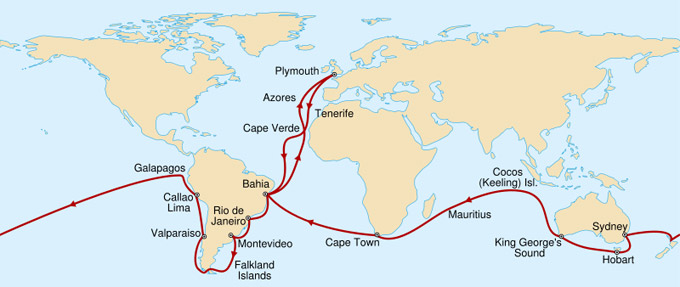 Plymouth
Azores
Tenerife
Cape Verde
Galapagos
Cocos
(Keeling) Isl.
Bahia
Callao
Lima
Rio de
Janeiro
Mauritius
Sydney
Valparaiso
Montevideo
Cape Town
King George's
Sound
Hobart
Falkland
Islands